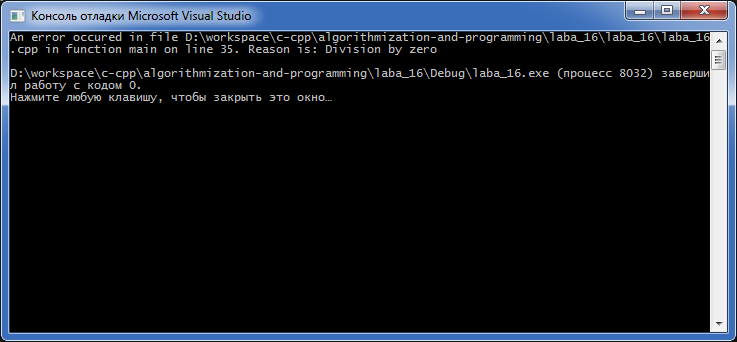 Консоль отладки Microsoft Visual Studio
An error occured in file D:\workspace\c-cpp\algorithmization-and-programming\laba_16\laba_16\laba_16
.cpp in function main on line 35. Reason is: Division by zero
D:\workspace\c-cpp\algorithmization-and-programming\laba_16\Debug\laba_16.exe (процесс 8032) заверши
л работу с кодом 0.
Нажмите любую клавишу, чтобы закрыть это окно…